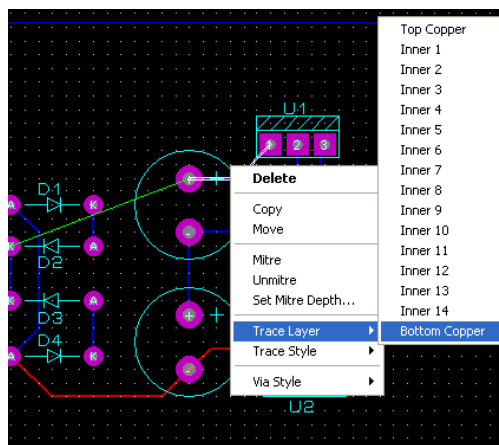 U1
1 2 3
+
+
D1
A K
K A
D2
-
A K
D3
+
+
D4
A K
-
U2
Delete
Copy
Move
Mitre
Unmitre
Set Mitre Depth...
Trace Layer
Trace Style
Via Style
Top Copper
Inner 1
Inner 2
Inner 3
Inner 4
Inner 5
Inner 6
Inner 7
Inner 8
Inner 9
Inner 10
Inner 11
Inner 12
Inner 13
Inner 14
Bottom Copper